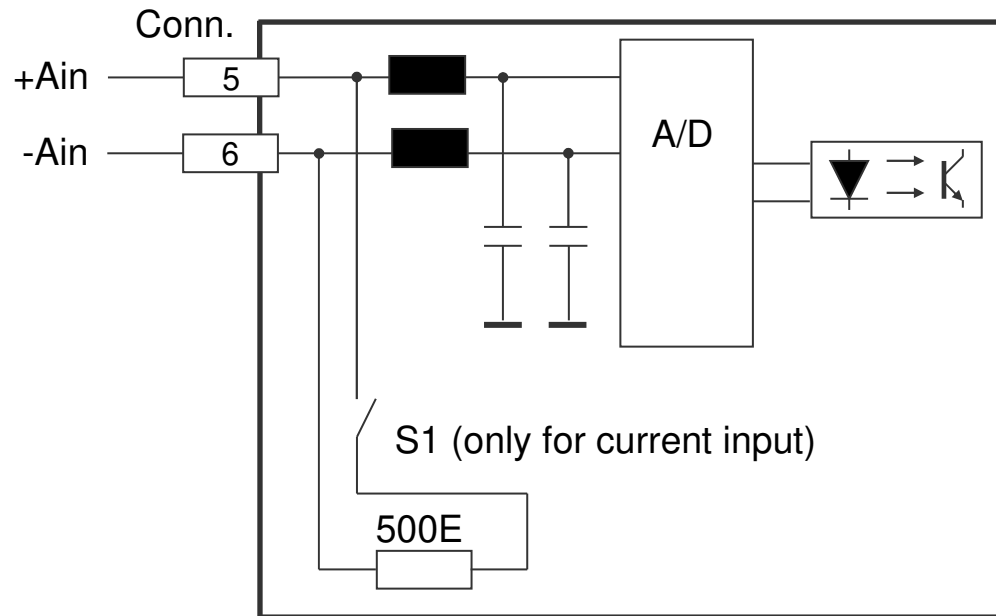 Conn.
+Ain
5
-Ain
6
A/D
S1 (only for current input)
500E